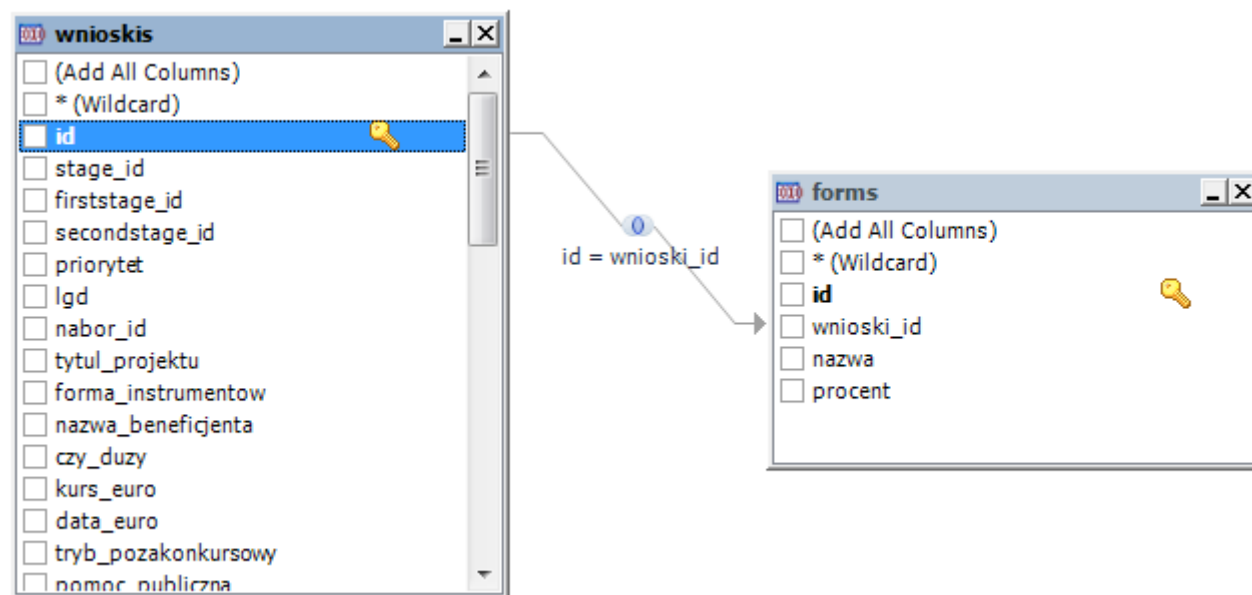 wnioskis
(Add All Columns)
* (Wildcard)
id
stage_id
firststage_id
secondstage_id
priorytet
lgd
nabor_id
tytul_projektu
forma_instrumentow
nazwa_beneficjenta
czy_duzy
kurs_euro
data_euro
tryb_pozakonkursowy
pomoc_publiczna
id = wnioski_id
forms
(Add All Columns)
* (Wildcard)
id
wnioski_id
nazwa
procent